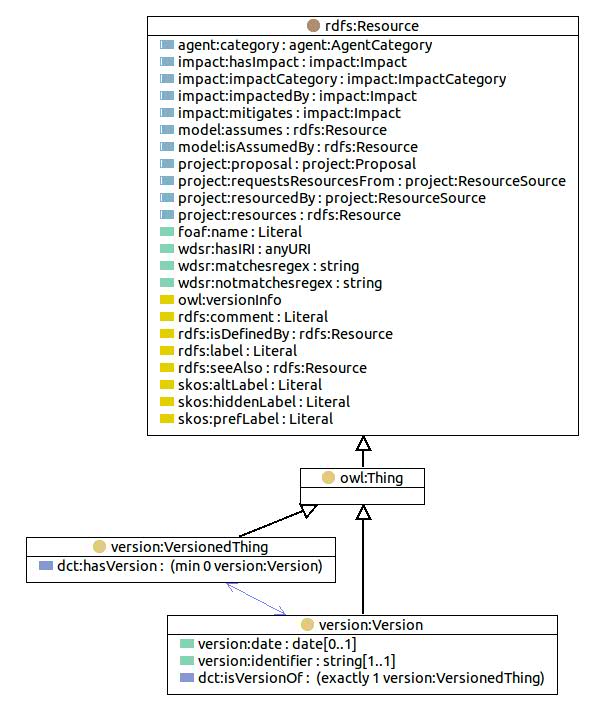 rdfs:Resource
agent:category : agent:AgentCategory
impact:hasImpact : impact:Impact
impact:impactCategory : impact:ImpactCategory
impact:impactedBy : impact:Impact
impact:mitigates : impact:Impact
model:assumes : rdfs:Resource
model:isAssumedBy : rdfs:Resource
project:proposal : project:Proposal
project:requestsResourcesFrom : project:ResourceSource
project:resourcedBy : project:ResourceSource
project:resources : rdfs:Resource
foaf:name : Literal
wdsr:hasIRI : anyURI
wdsr:matchesregex : string
wdsr:notmatchesregex : string
owl:versionInfo
rdfs:comment : Literal
rdfs:isDefinedBy : rdfs:Resource
rdfs:label : Literal
rdfs:seeAlso : rdfs:Resource
skos:altLabel : Literal
skos:hiddenLabel : Literal
skos:prefLabel : Literal
owl:Thing
version:VersionedThing
dct:hasVersion : (min 0 version:Version)
version:Version
version:date : date[0..1]
version:identifier : string[1..1]
dct:isVersionOf : (exactly 1 version:VersionedThing)